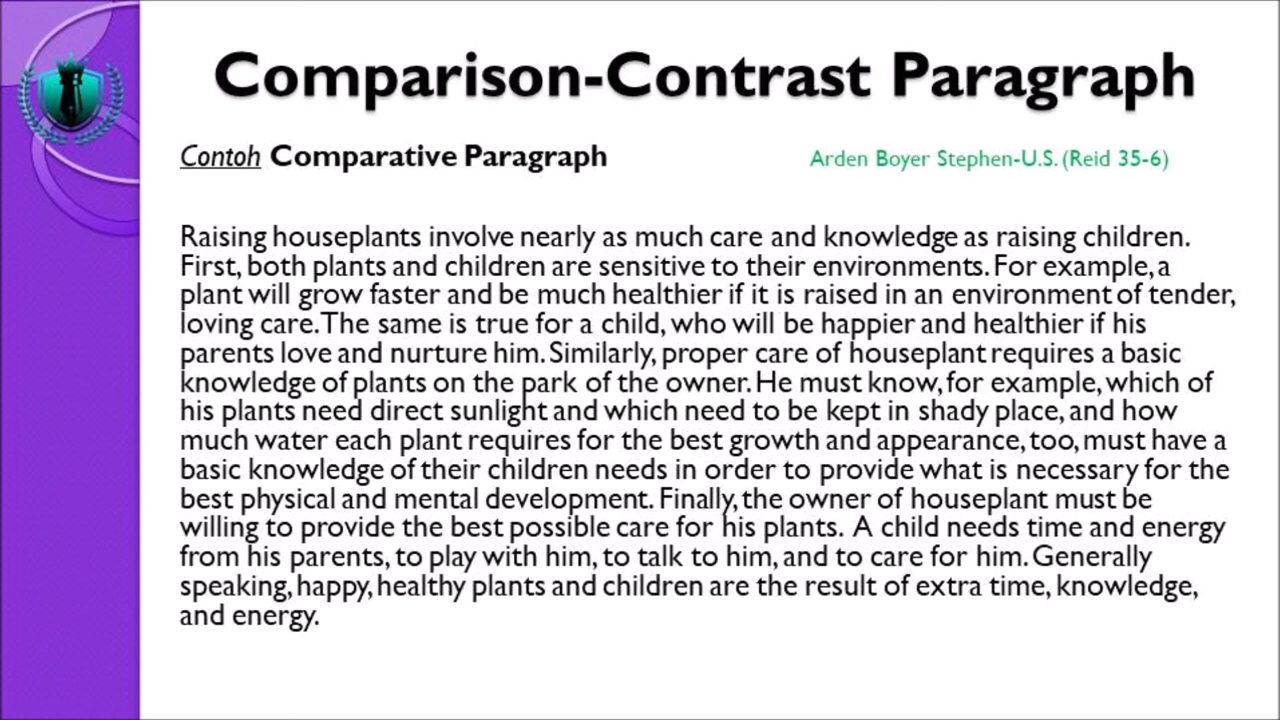 Comparison-Contrast Paragraph
Contoh Comparative Paragraph
Arden Boyer Stephen-U.S. (Reid 35-6)
Raising houseplants involve nearly as much care and knowledge as raising children.
First, both plants and children are sensitive to their environments. For example, a
plant will grow faster and be much healthier if it is raised in an environment of tender,
loving care. The same is true for a child, who will be happier and healthier if his
parents love and nurture him. Similarly, proper care of houseplant requires a basic
knowledge of plants on the park of the owner. He must know, for example, which of
his plants need direct sunlight and which need to be kept in shady place, and how
much water each plant requires for the best growth and appearance, too, must have a
basic knowledge of their children needs in order to provide what is necessary for the
best physical and mental development. Finally, the owner of houseplant must be
willing to provide the best possible care for his plants. A child needs time and energy
from his parents, to play with him, to talk to him, and to care for him. Generally
speaking, happy, healthy plants and children are the result of extra time, knowledge,
and energy.